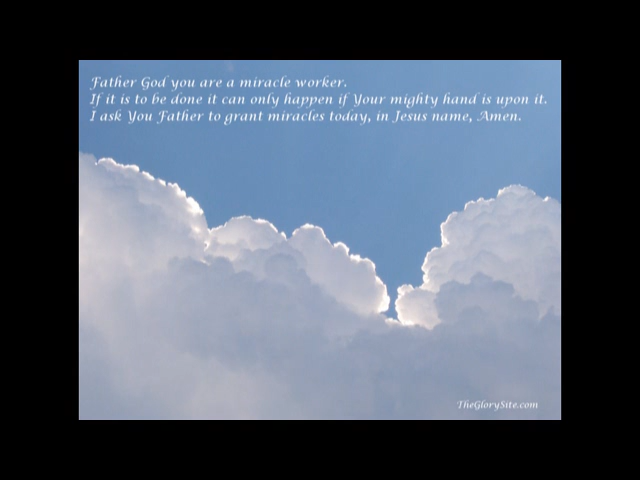 Father God you are a miracle worker.
If it is to be done it can only happen if Your mighty hand is upon it.
I ask You Father to grant miracles today, in Jesus name, Amen.
TheGlorySite.com